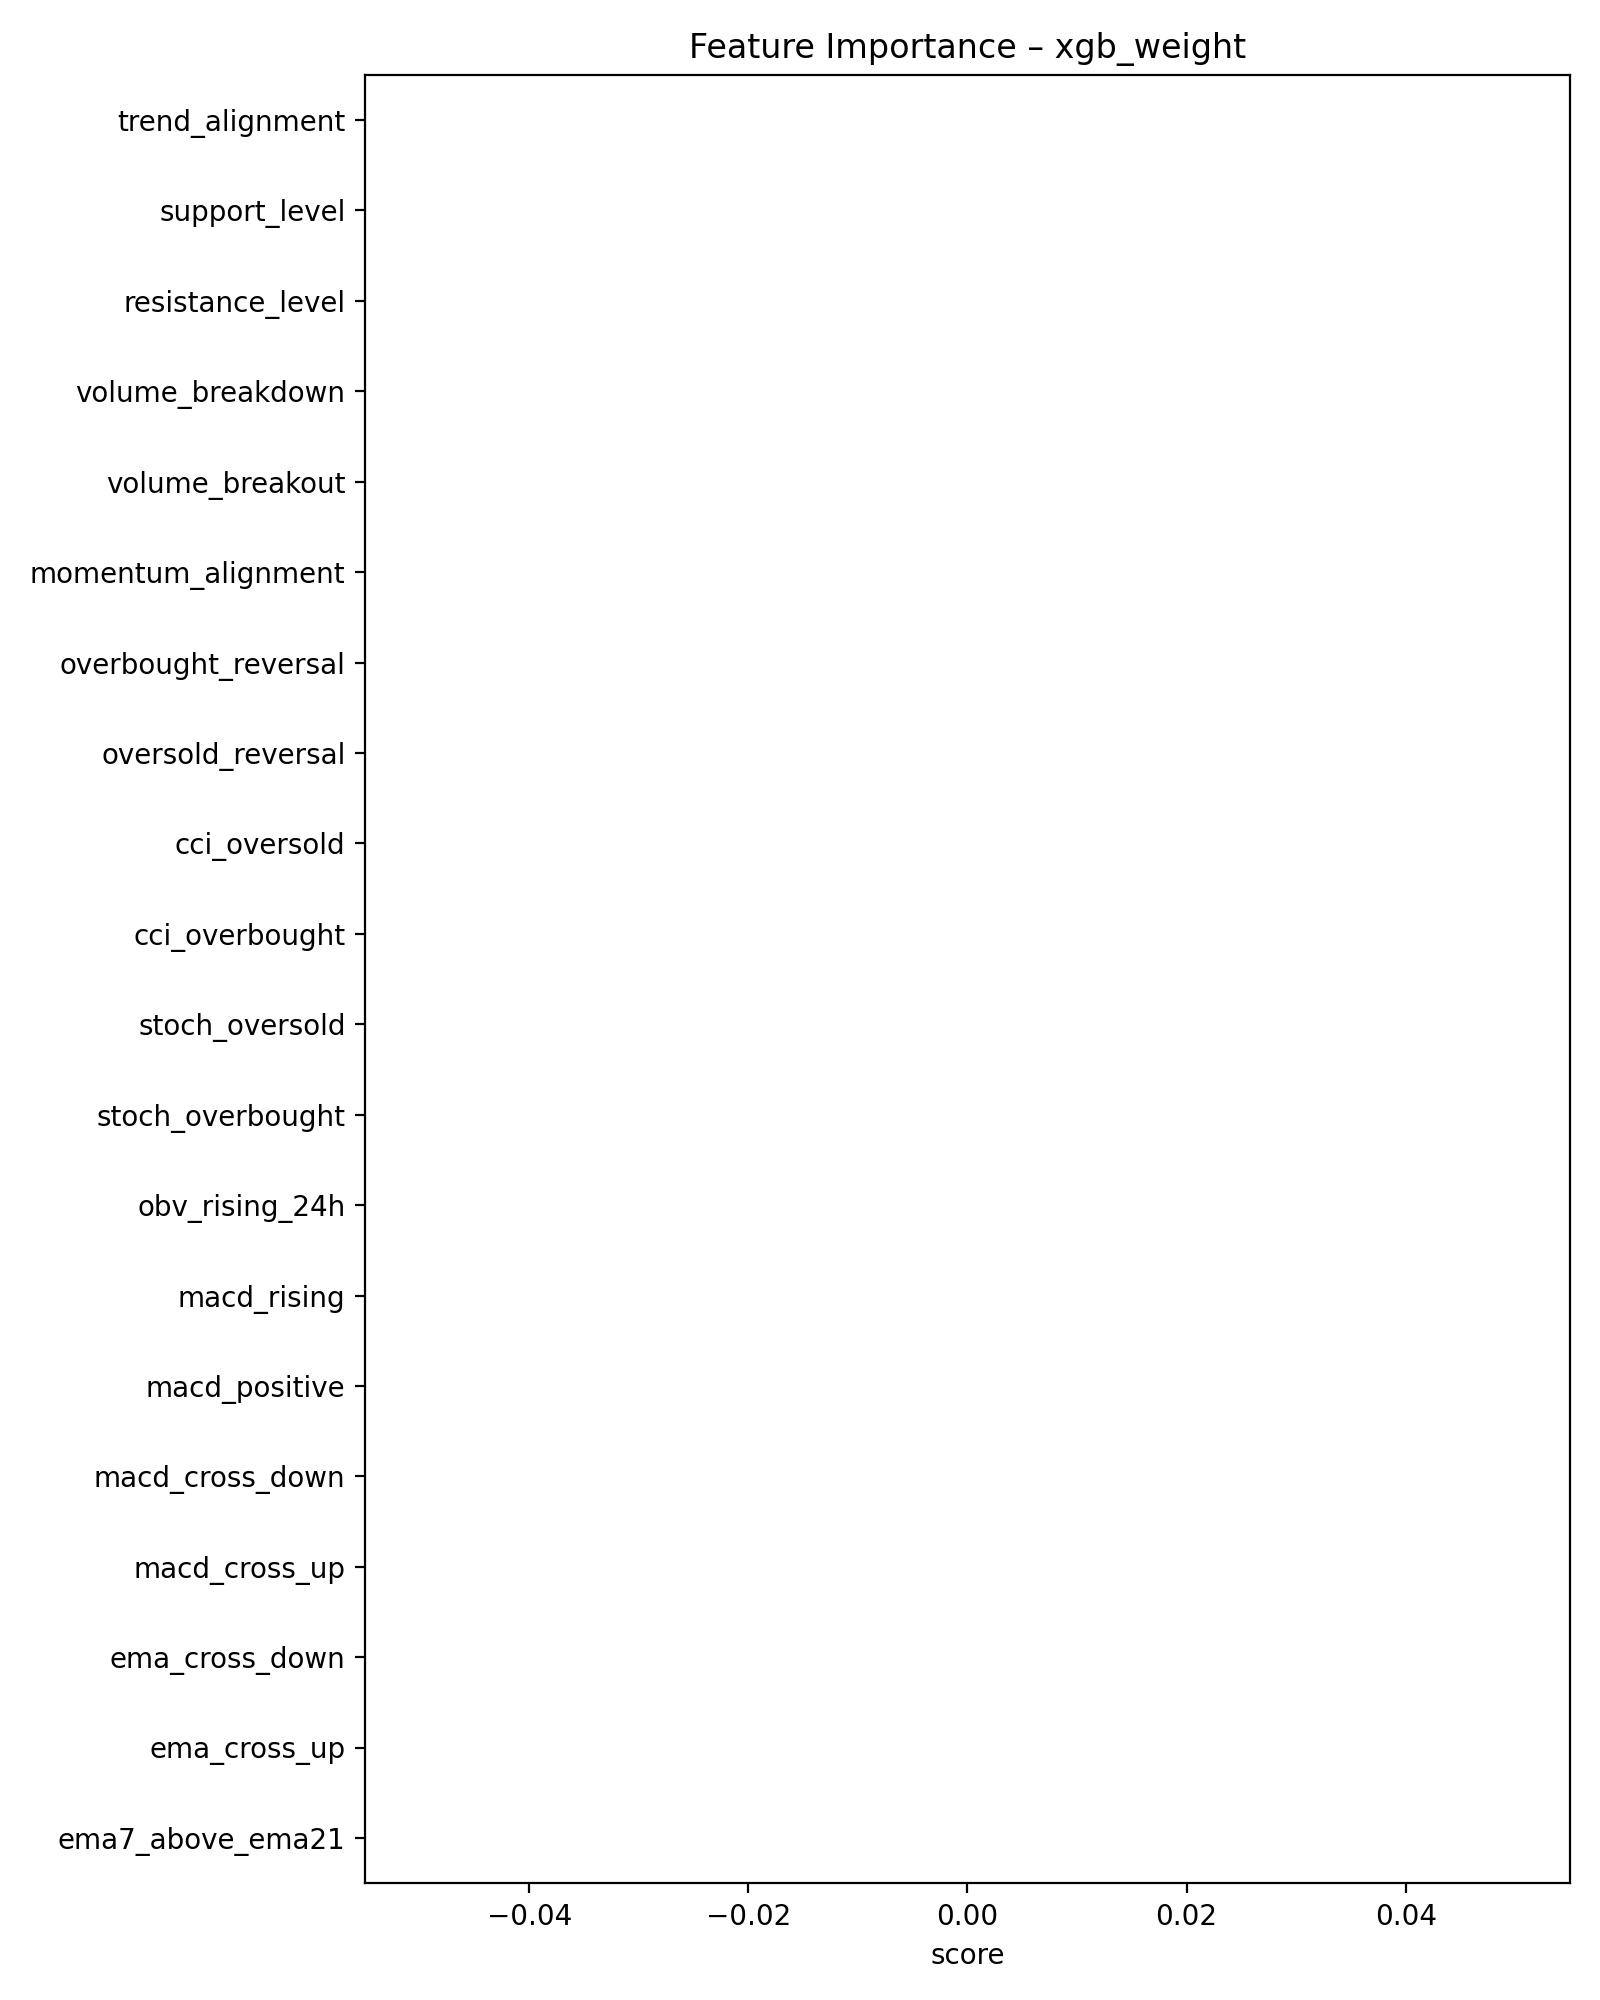 Feature Importance – xgb_weight
trend_alignment
support_level
resistance_level
volume_breakdown
volume_breakout
momentum_alignment
overbought_reversal
oversold_reversal
cci_oversold
cci_overbought
stoch_oversold
stoch_overbought
obv_rising_24h
macd_rising
macd_positive
macd_cross_down
macd_cross_up
ema_cross_down
ema_cross_up
ema7_above_ema21
−0.04 −0.02 0.00 0.02 0.04
score